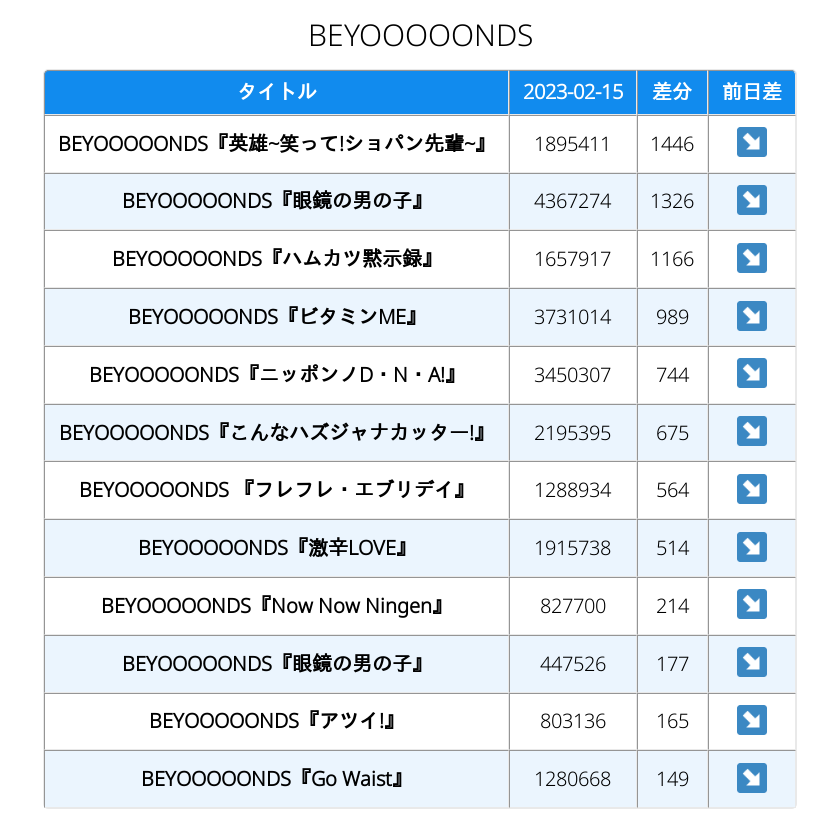 BEYOOOOONDS
タイトル 2023-02-15 差分 前日差
BEYOOOOONDS『英雄~笑って!ショパン先輩~』 1895411 1446 ↘
BEYOOOOONDS『眼鏡の男の子』 4367274 1326 ↘
BEYOOOOONDS『ハムカツ黙示録』 1657917 1166 ↘
BEYOOOOONDS『ビタミンME』 3731014 989 ↘
BEYOOOOONDS『ニッポンノD・N・A!』 3450307 744 ↘
BEYOOOOONDS『こんなハズジャナカッター!』 2195395 675 ↘
BEYOOOOONDS 『フレフレ・エブリデイ』 1288934 564 ↘
BEYOOOOONDS『激辛LOVE』 1915738 514 ↘
BEYOOOOONDS『Now Now Ningen』 827700 214 ↘
BEYOOOOONDS『眼鏡の男の子』 447526 177 ↘
BEYOOOOONDS『アツイ!』 803136 165 ↘
BEYOOOOONDS『Go Waist』 1280668 149 ↘